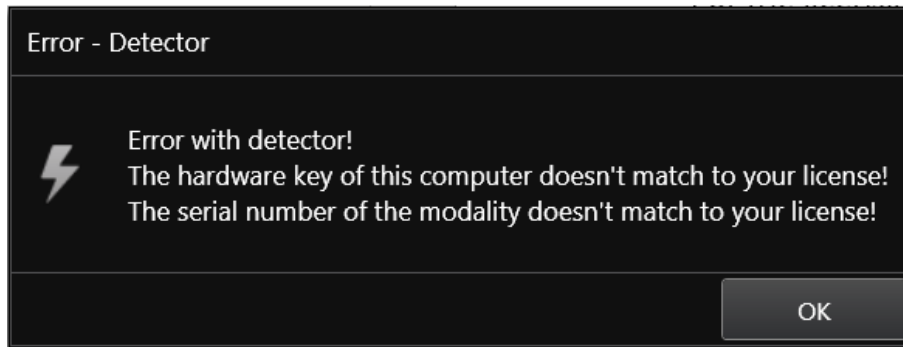 Error - Detector
Error with detector!
The hardware key of this computer doesn't match to your license!
The serial number of the modality doesn't match to your license!
OK